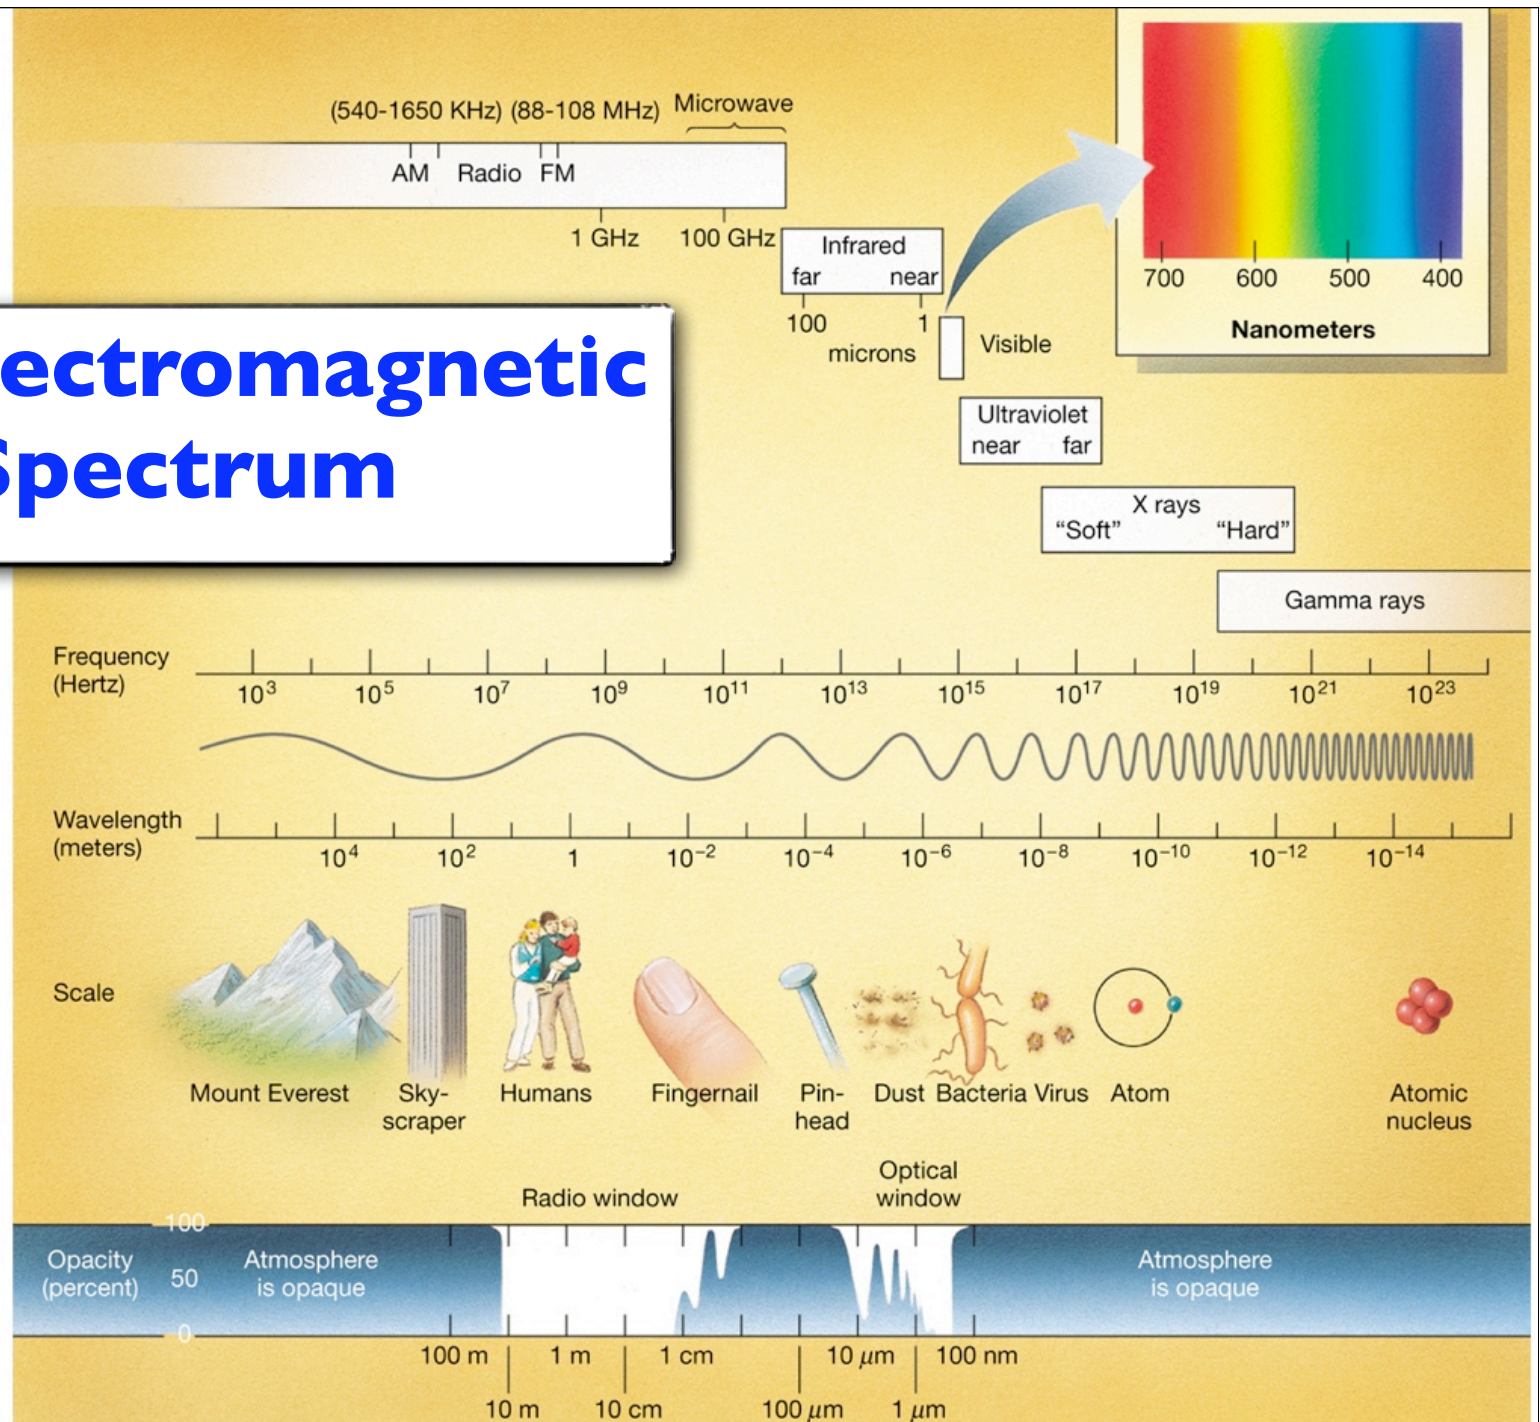 (540-1650 KHz) (88-108 MHz) Microwave
AM Radio FM
1 GHz 100 GHz
Infrared
far near
100 1
microns
Visible
700 600 500 400
Nanometers
ectromagnetic
Spectrum
Ultraviolet
near far
X rays
“Soft” “Hard”
Gamma rays
Frequency
(Hertz)
10³ 10⁵ 10⁷ 10⁹ 10¹¹ 10¹³ 10¹⁵ 10¹⁷ 10¹⁹ 10²¹ 10²³
Wavelength
(meters)
10⁴ 10² 1 10⁻² 10⁻⁴ 10⁻⁶ 10⁻⁸ 10⁻¹⁰ 10⁻¹² 10⁻¹⁴
Scale
Mount Everest
Sky-
scraper
Humans
Fingernail
Pin-
head
Dust
Bacteria
Virus
Atom
Atomic
nucleus
Radio window
Optical
window
Opacity
(percent)
100
50
0
Atmosphere
is opaque
Atmosphere
is opaque
100 m 1 m 1 cm 10 μm 100 nm
10 m 10 cm 100 μm 1 μm